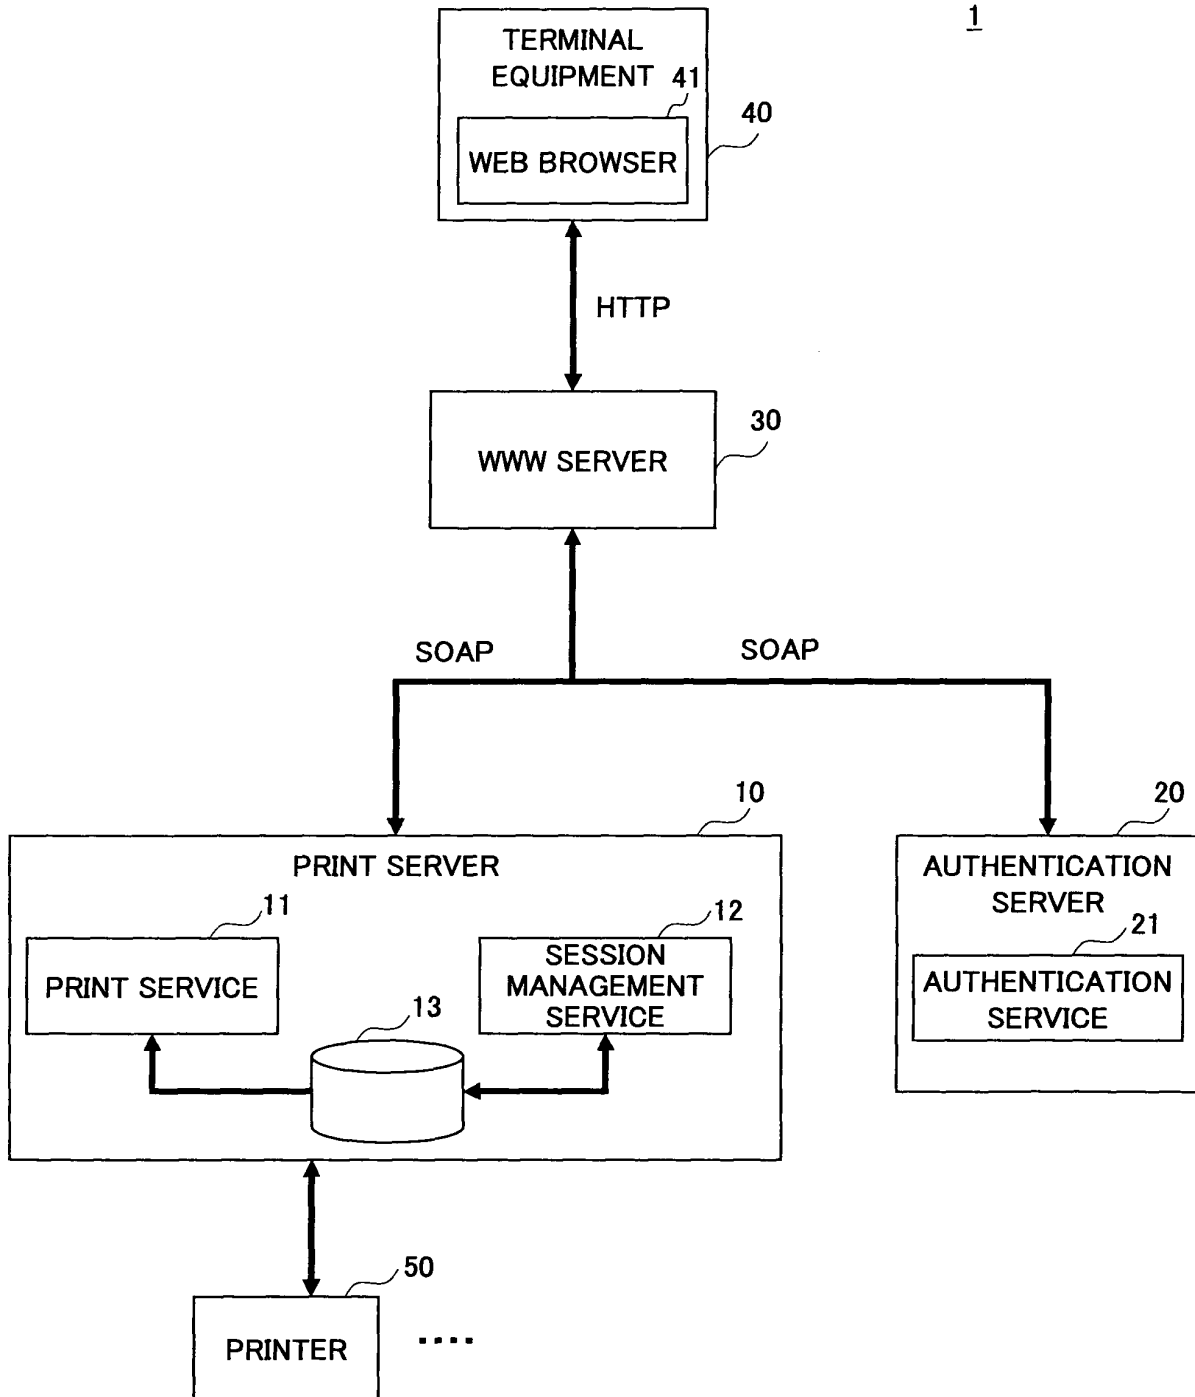 1
TERMINAL
EQUIPMENT
41
40
WEB BROWSER
HTTP
30
WWW SERVER
SOAP
SOAP
10
20
PRINT SERVER
AUTHENTICATION
SERVER
11
12
21
PRINT SERVICE
SESSION
MANAGEMENT
SERVICE
AUTHENTICATION
SERVICE
13
50
PRINTER
....